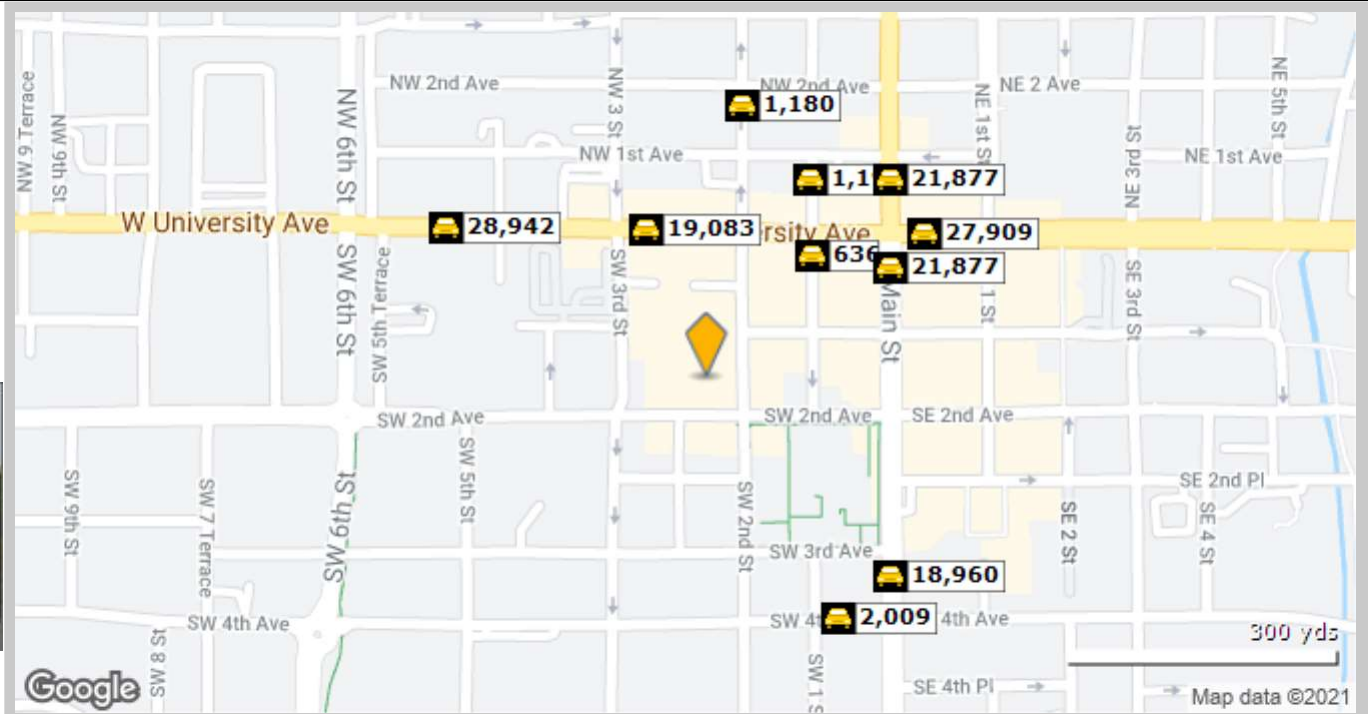 NW 2nd Ave
NW 2nd Ave
NE 2 Ave
1,180
NW 9 Terrace
NW 9th St
NW 6th St
NW 3 St
NE 1st St
NE 3rd St
NE 5th St
NW 1st Ave
NE 1st Ave
1,1
21,877
W University Ave
28,942
19,083
ersity Ave
27,909
636
21,877
SW 6th St
SW 5th Terrace
SW 3rd St
Main St
1 St
SE 3rd St
SW 2nd Ave
SW 2nd Ave
SE 2nd Ave
SW 9th St
SW 7 Terrace
SW 6th St
SW 5th St
SW 2nd St
SE 2nd Pl
SE 2 St
SE 4 St
SW 3rd Ave
18,960
SW 4th Ave
SW 4
2,009
4th Ave
300 yds
SW 8 St
SW 1 S
SE 4th Pl
Google
Map data ©2021